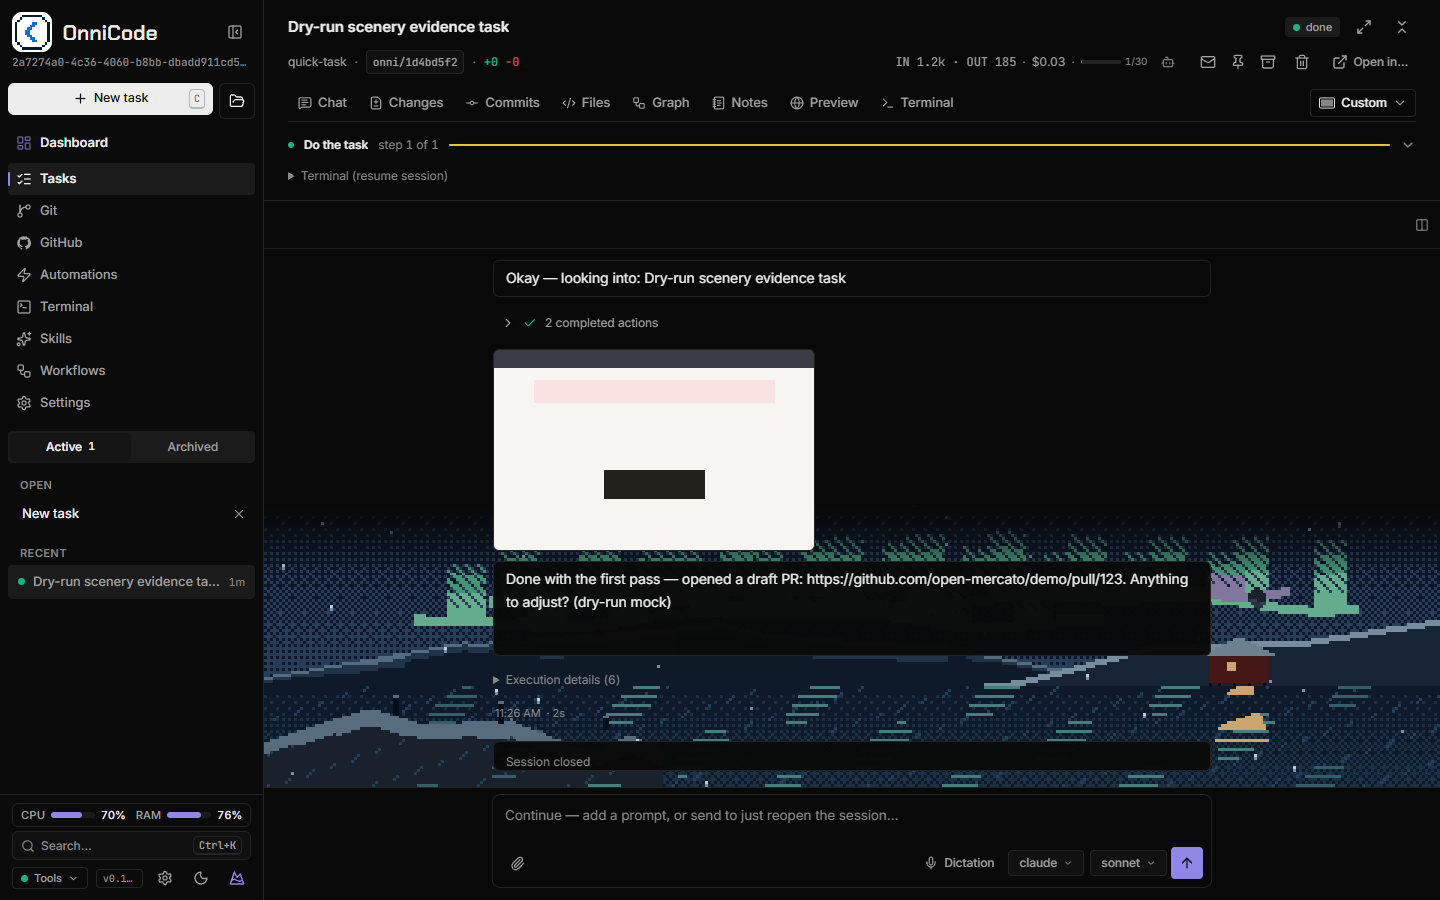 OnniCode
2a7274a0-4c36-4060-b8bb-dbadd911cd5…
New task
C
Dashboard
Tasks
Git
GitHub
Automations
Terminal
Skills
Workflows
Settings
Active 1
Archived
OPEN
New task
RECENT
Dry-run scenery evidence ta… 1m
CPU 70% RAM 76%
Search… Ctrl+K
Tools v0.1…
Dry-run scenery evidence task
done
quick-task · onni/1d4bd5f2 · +0 -0
IN 1.2k · OUT 185 · $0.03 · 1/30
Open in…
Chat Changes Commits Files Graph Notes Preview Terminal
Custom
Do the task step 1 of 1
Terminal (resume session)
Okay — looking into: Dry-run scenery evidence task
2 completed actions
Done with the first pass — opened a draft PR: https://github.com/open-mercato/demo/pull/123. Anything
to adjust? (dry-run mock)
Execution details (6)
11:26 AM · 2s
Session closed
Continue — add a prompt, or send to just reopen the session…
Dictation claude sonnet